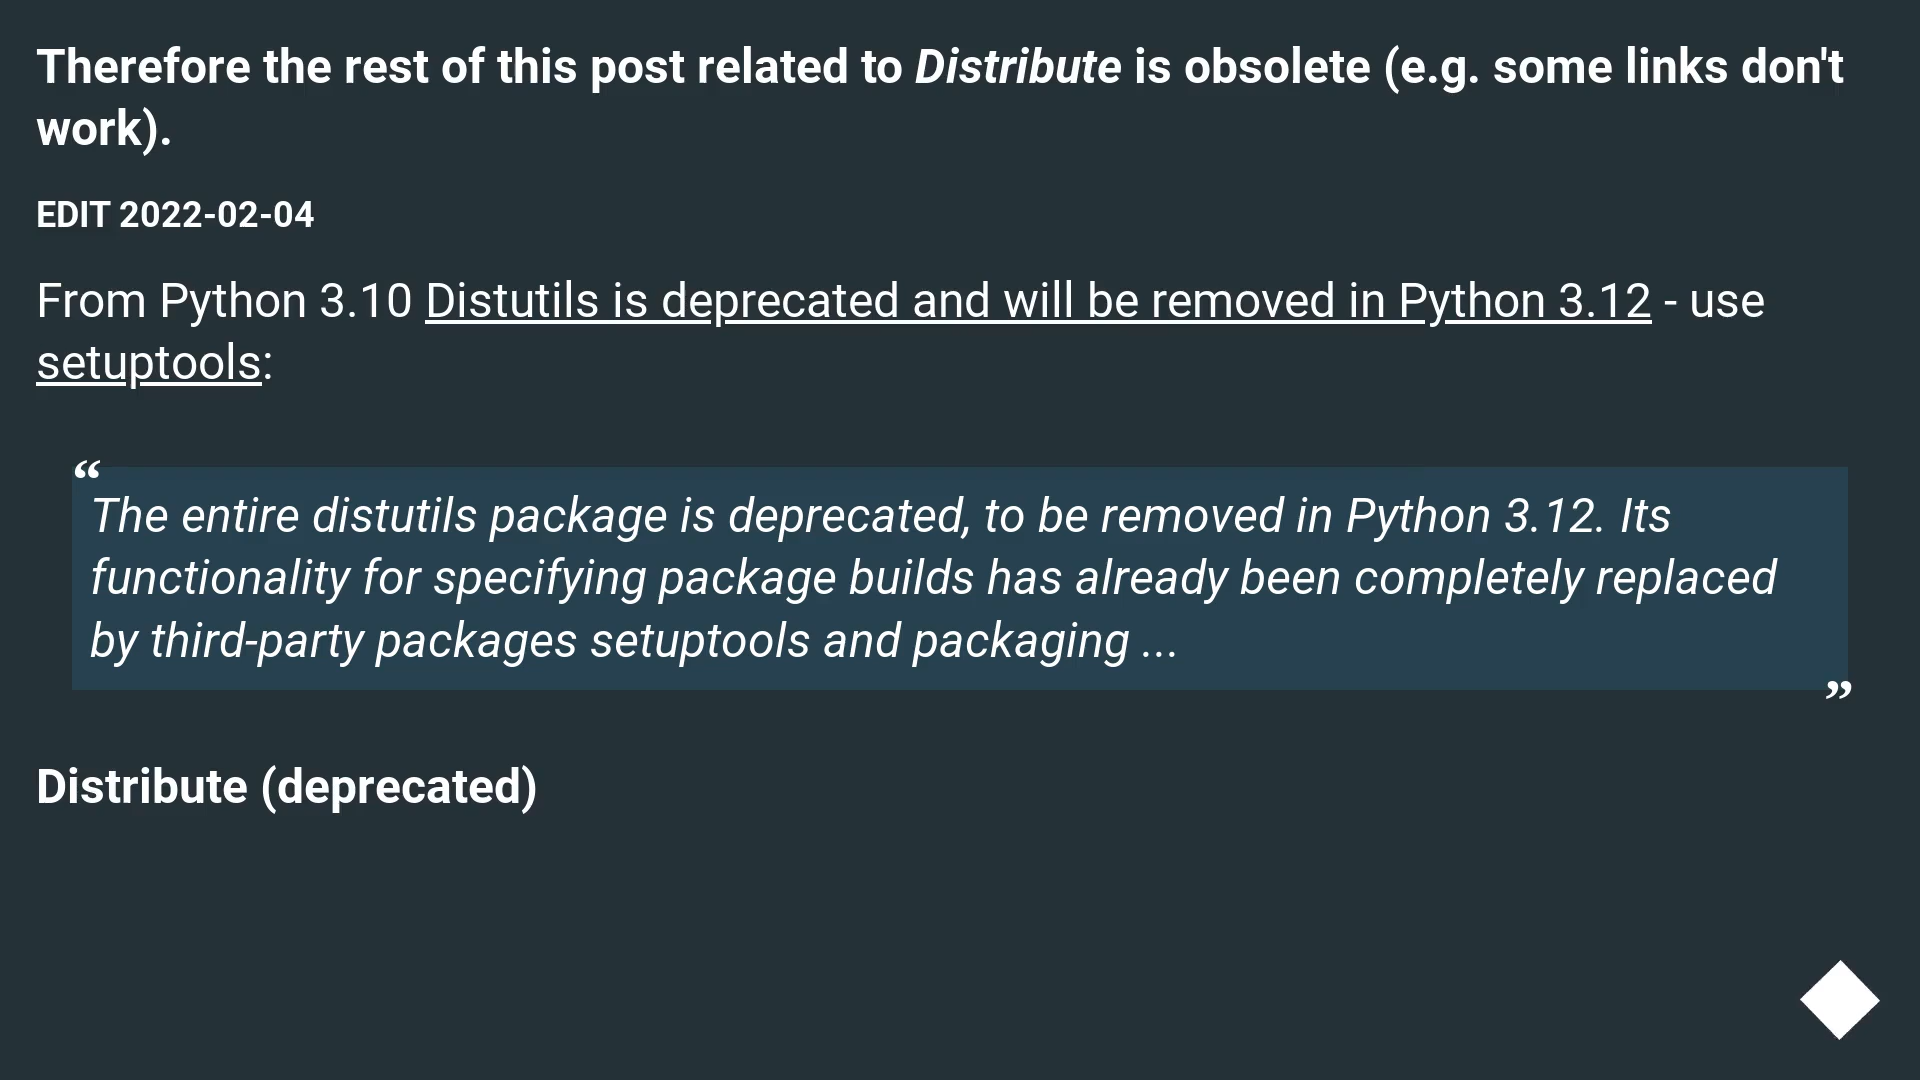 Therefore the rest of this post related to Distribute is obsolete (e.g. some links don't
work).
EDIT 2022-02-04
From Python 3.10 Distutils is deprecated and will be removed in Python 3.12 - use
setuptools:
“
The entire distutils package is deprecated, to be removed in Python 3.12. Its
functionality for specifying package builds has already been completely replaced
by third-party packages setuptools and packaging ...
”
Distribute (deprecated)